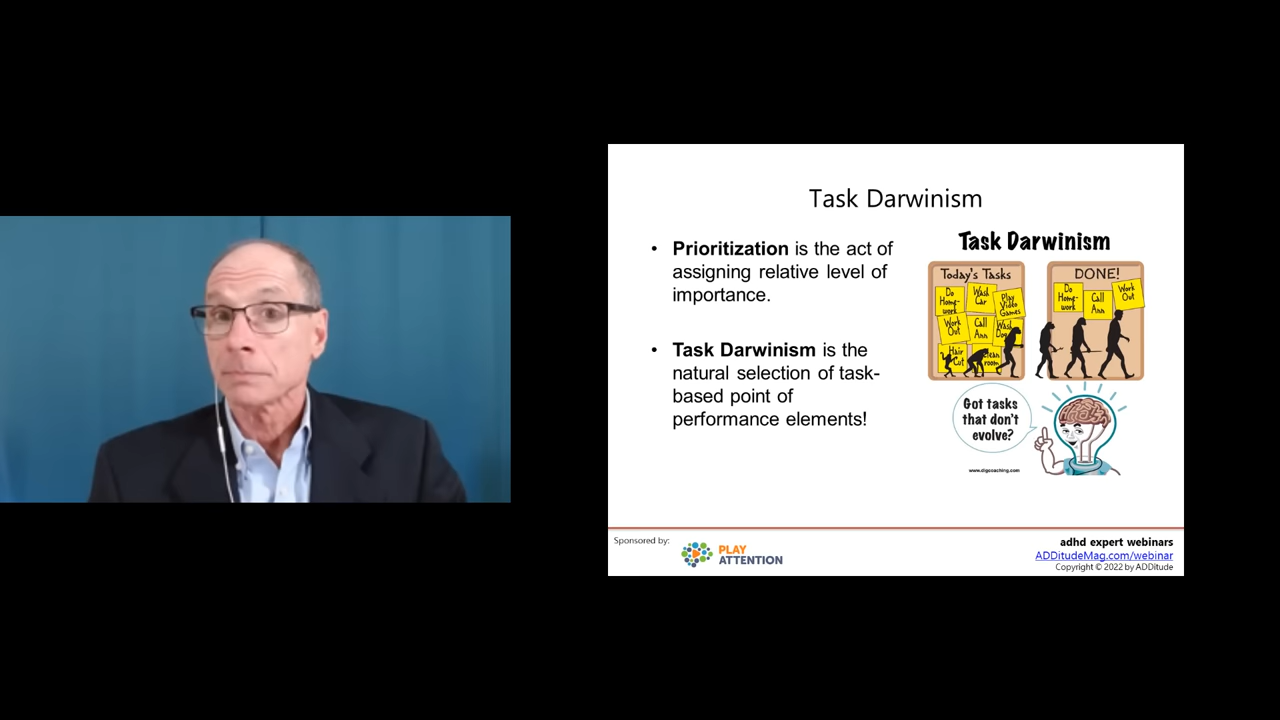 Task Darwinism
• Prioritization is the act of
assigning relative level of
importance.
• Task Darwinism is the
natural selection of task-
based point of
performance elements!
Task Darwinism
Today's Tasks
Do
Home-
work
Wash
Car
Play
Video
Games
Work
Out
Call
Ann
Wash
Hair
Cut
room
DONE!
Do
Home-
work
Call
Ann
Work
Out
Got tasks
that don't
evolve?
www.digcoaching.com
Sponsored by:
PLAY
ATTENTION
adhd expert webinars
ADDitudeMag.com/webinar
Copyright © 2022 by ADDitude